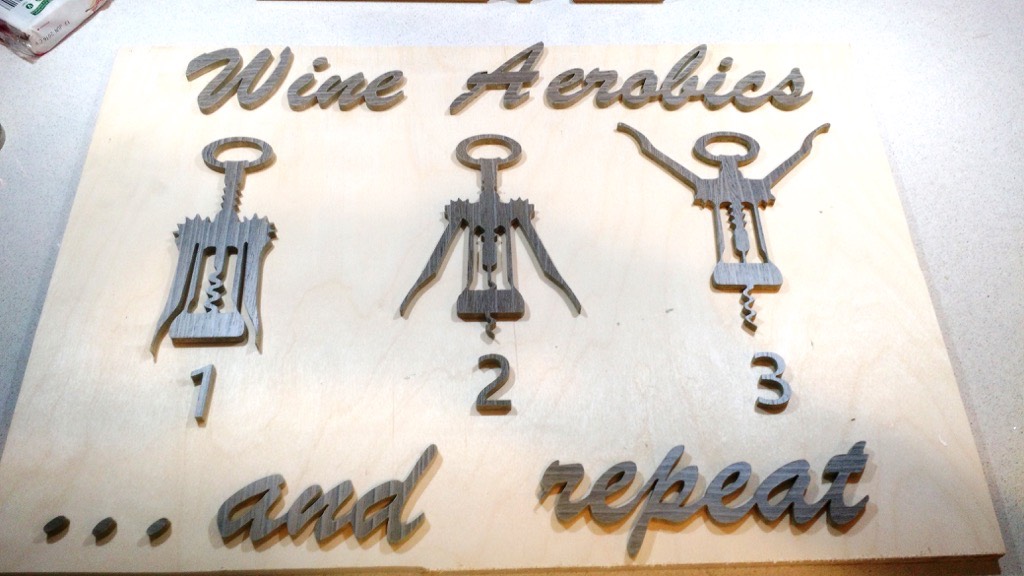 Wine Aerobics
1 2 3
... and repeat